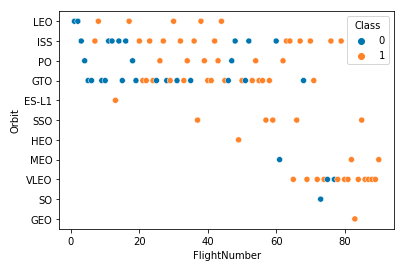 LEO
ISS
PO
GTO
ES-L1
SSO
HEO
MEO
VLEO
SO
GEO
Orbit
Class
0
1
0 20 40 60 80
FlightNumber